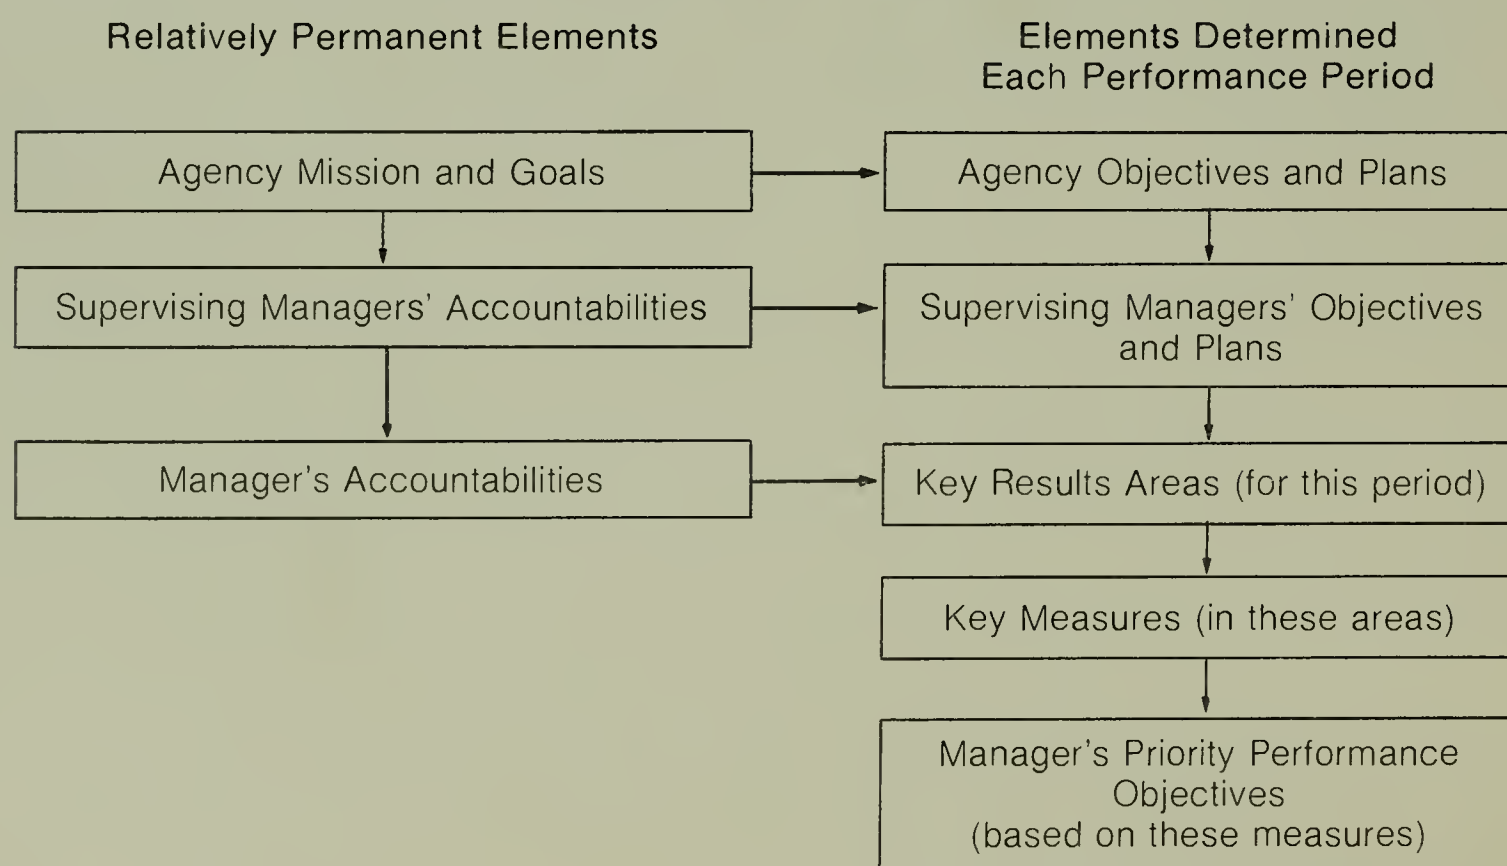 Relatively Permanent Elements
Elements Determined
Each Performance Period
Agency Mission and Goals
Agency Objectives and Plans
Supervising Managers' Accountabilities
Supervising Managers' Objectives
and Plans
Manager's Accountabilities
Key Results Areas (for this period)
Key Measures (in these areas)
Manager's Priority Performance
Objectives
(based on these measures)